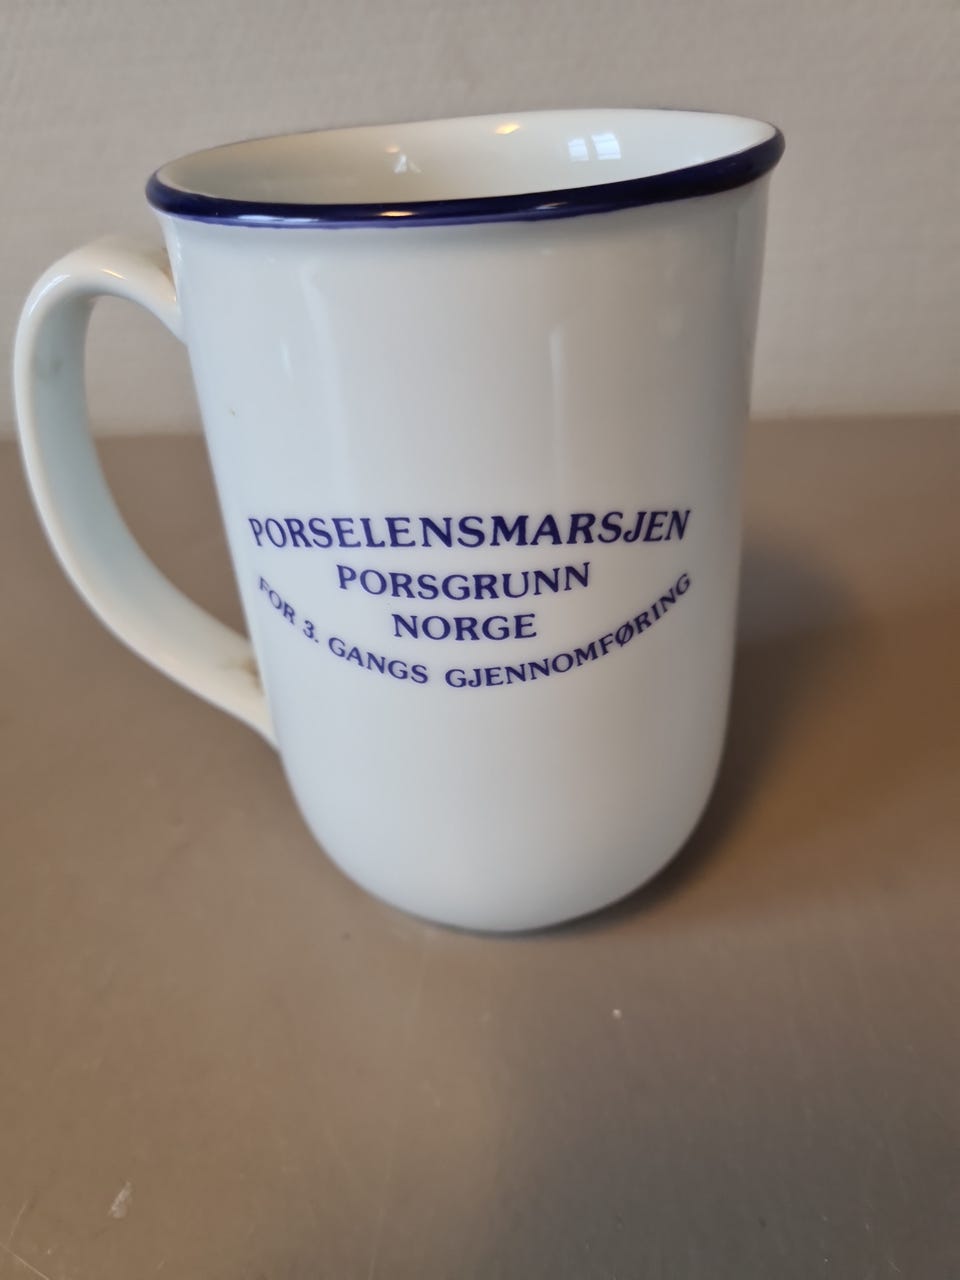 PORSELENSMARSJEN
PORSGRUNN
NORGE
FOR 3. GANGS GJENNOMFØRING